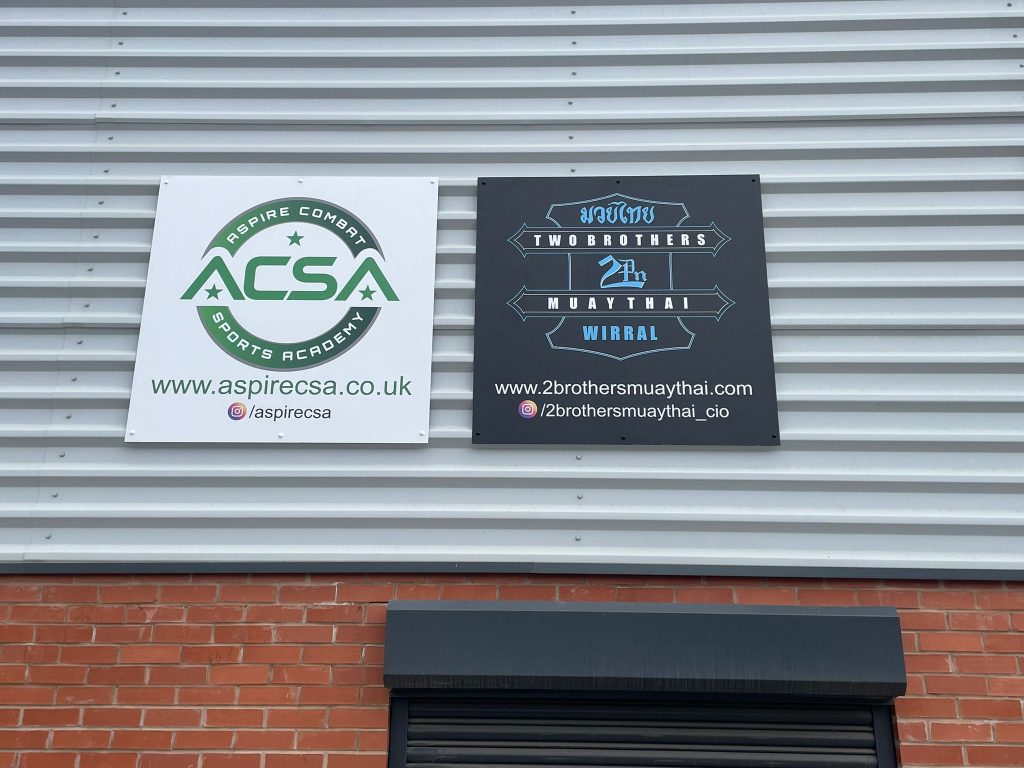 ASPIRE COMBAT
ACSA
SPORTS ACADEMY
www.aspirecsa.co.uk
/aspirecsa
มวยไทย
TWO BROTHERS
2Pn
MUAY THAI
WIRRAL
www.2brothersmuaythai.com
/2brothersmuaythai_cio